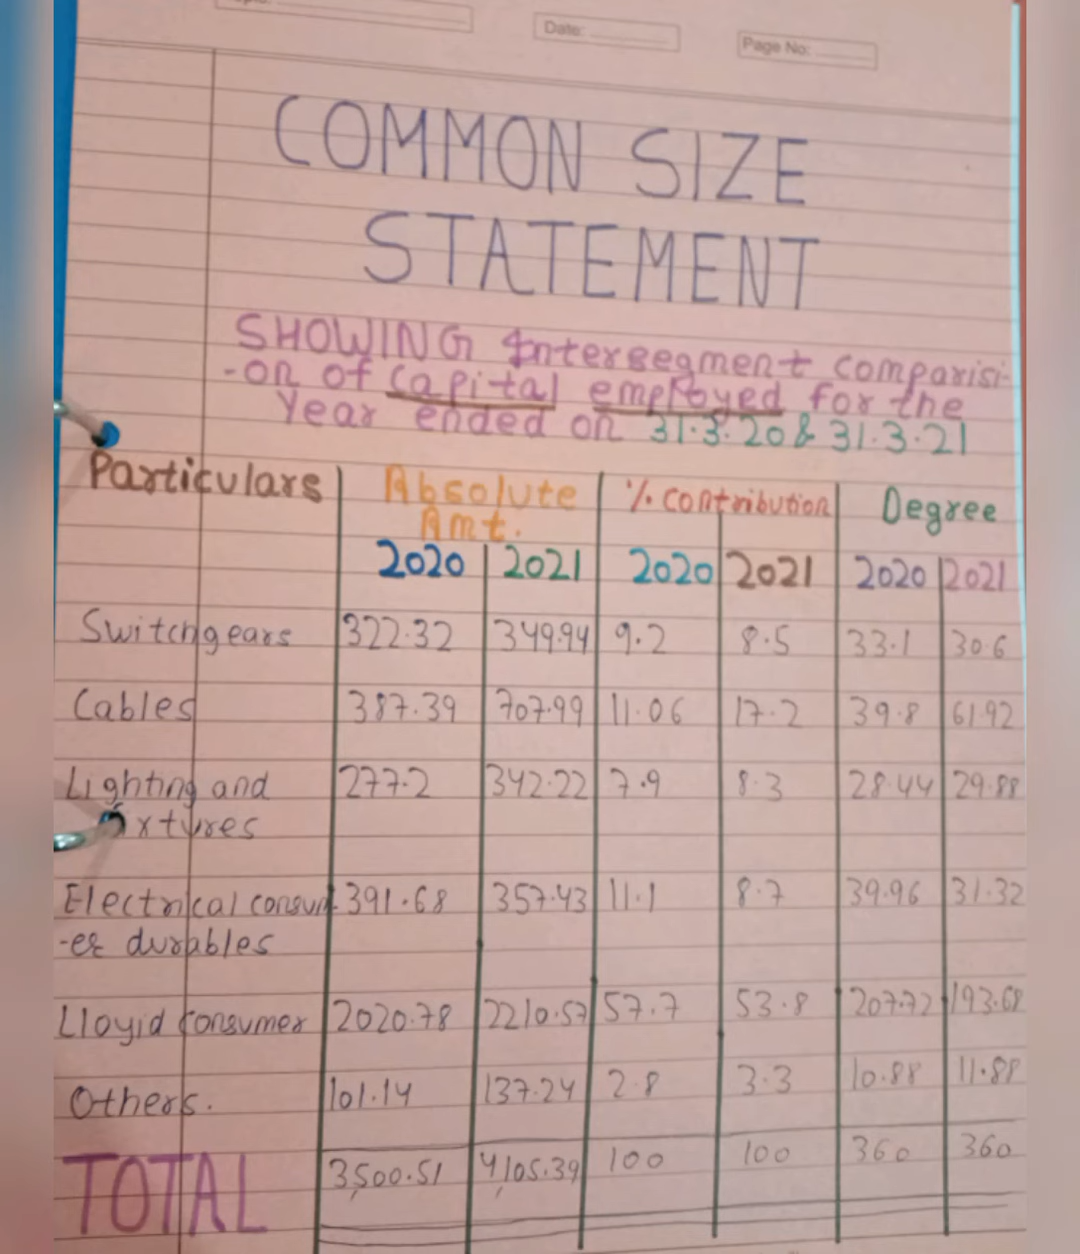 Date:
Page No:
COMMON SIZE
STATEMENT
SHOWING Intersegment comparisi-
-on of capital employed for the
Year ended on 31.3.20 & 31.3.21
Particulars Absolute Amt. % contribution Degree
2020 2021 2020 2021 2020 2021
Switchgears 322.32 349.94 9.2 8.5 33.1 30.6
Cables 387.39 707.99 11.06 17.2 39.8 61.92
Lighting and 277.2 342.22 7.9 8.3 28.44 29.88
ixtures
Electrical consum- 391.68 357.43 11.1 8.7 39.96 31.32
-er durables
Lloyid consumer 2020.78 2210.57 57.7 53.8 207.72 193.68
Others. 101.14 137.24 2.8 3.3 10.88 11.88
TOTAL 3,500.51 4,105.39 100 100 360 360